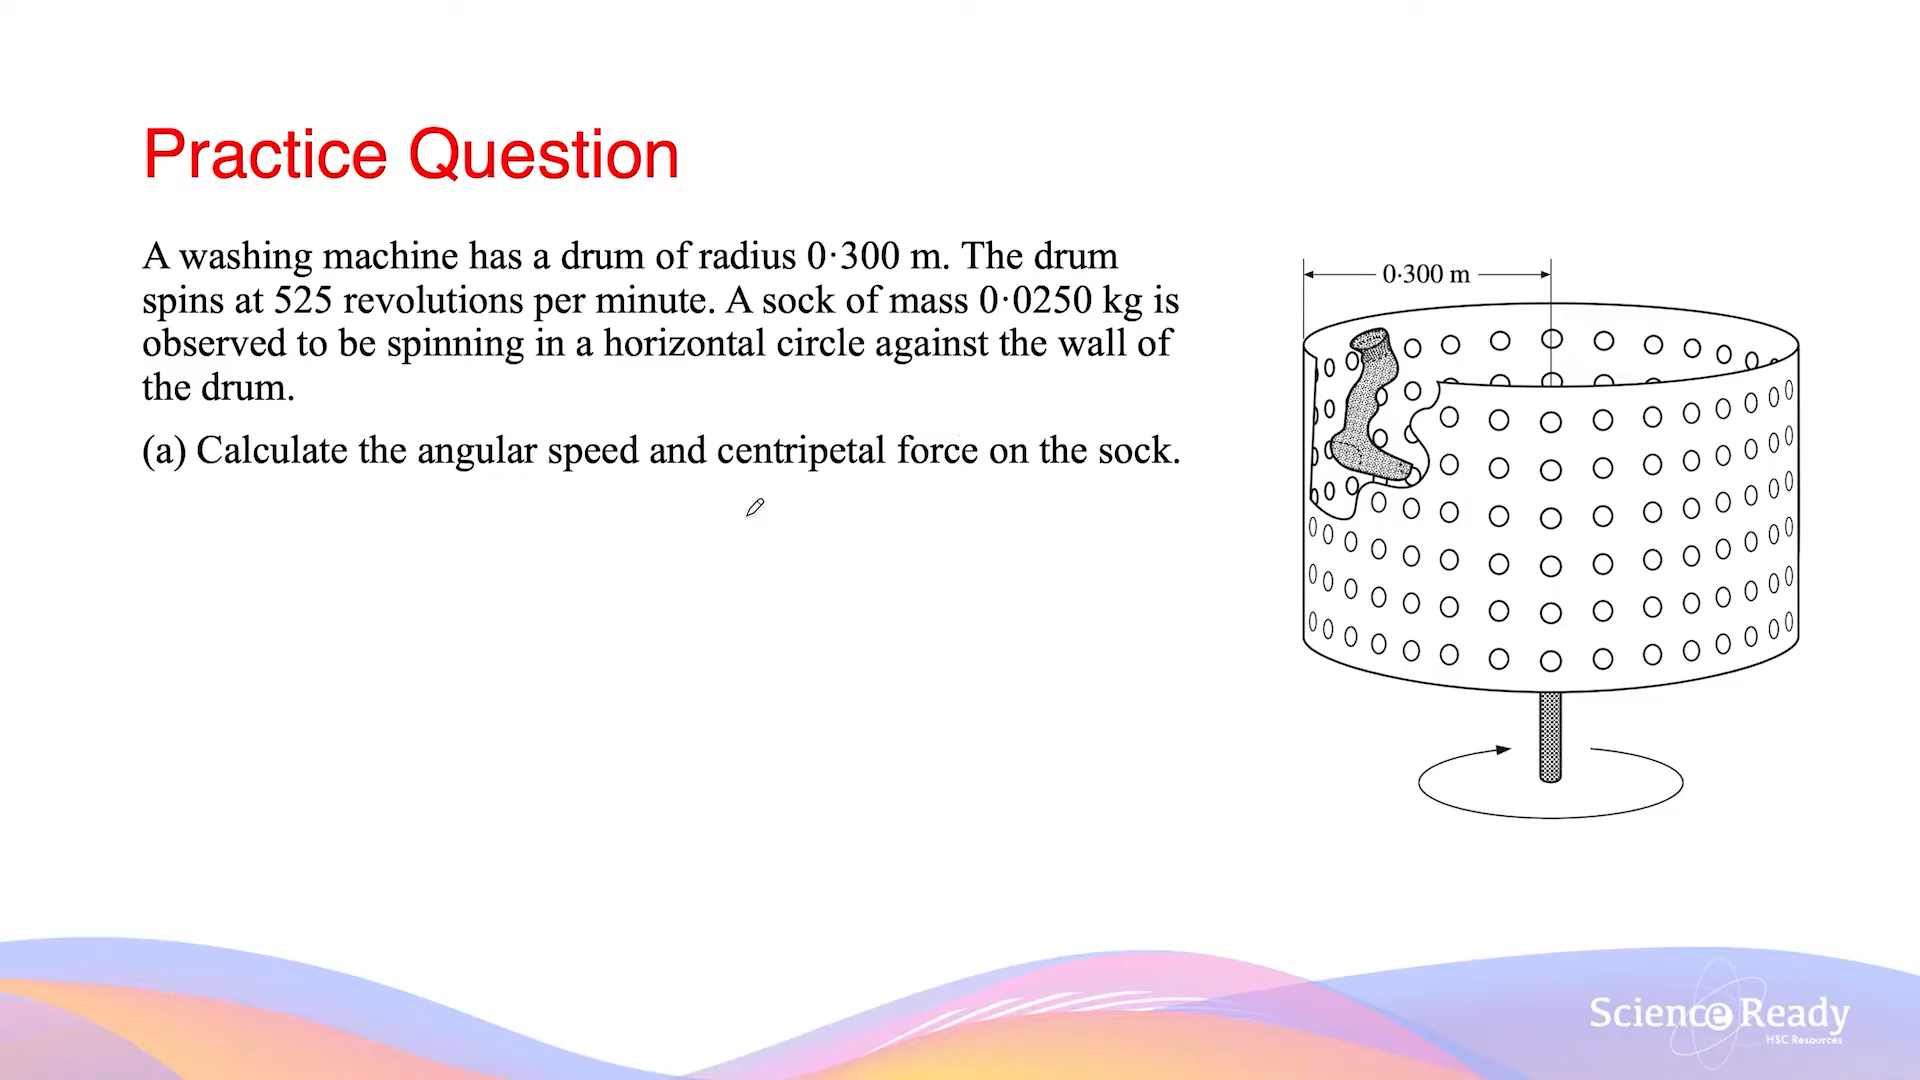 Practice Question
A washing machine has a drum of radius 0·300 m. The drum
spins at 525 revolutions per minute. A sock of mass 0·0250 kg is
observed to be spinning in a horizontal circle against the wall of
the drum.
(a) Calculate the angular speed and centripetal force on the sock.
0·300 m
Science Ready
HSC Resources